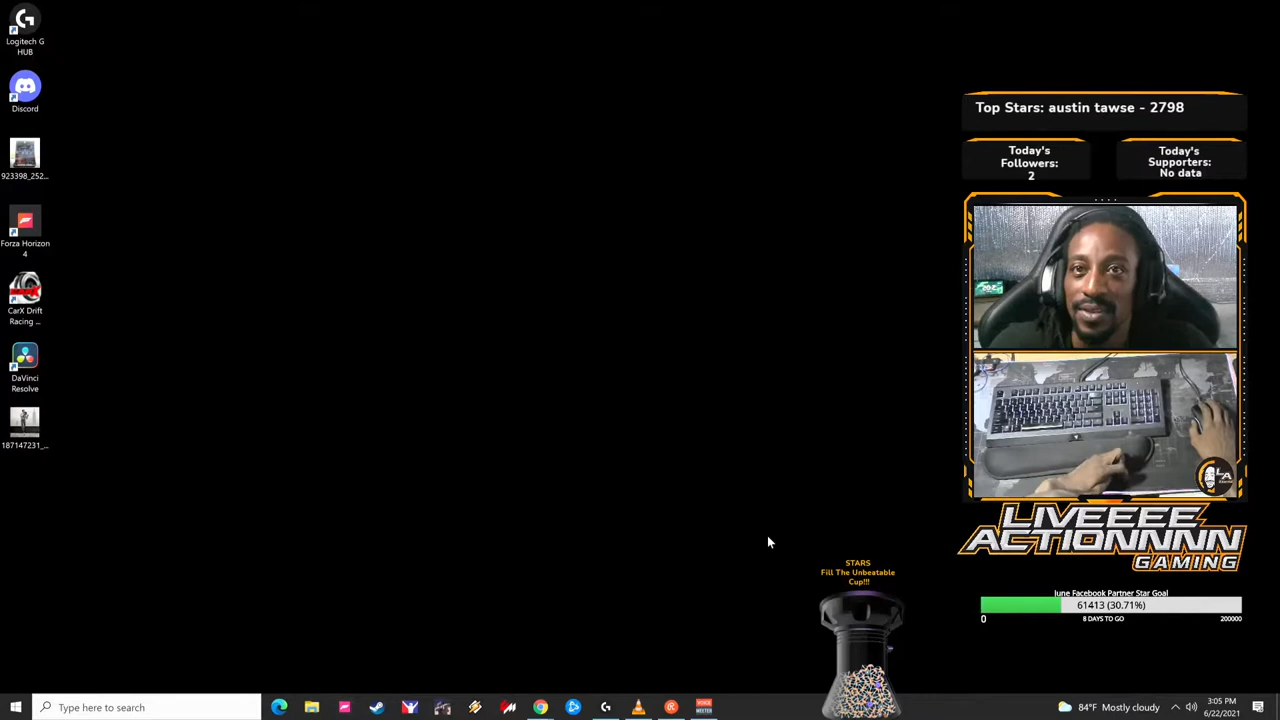 Logitech G
HUB
Discord
923398_252...
Forza Horizon
4
CarX Drift
Racing ...
DaVinci
Resolve
187147231_...
Top Stars: austin tawse - 2798
Today's
Followers:
2
Today's
Supporters:
No data
LA
LIVEEEE
ACTIONNNN
GAMING
STARS
Fill The Unbeatable
Cup!!!
June Facebook Partner Star Goal
61413 (30.71%)
0
8 DAYS TO GO
200000
Type here to search
84°F Mostly cloudy
3:05 PM
6/22/2021